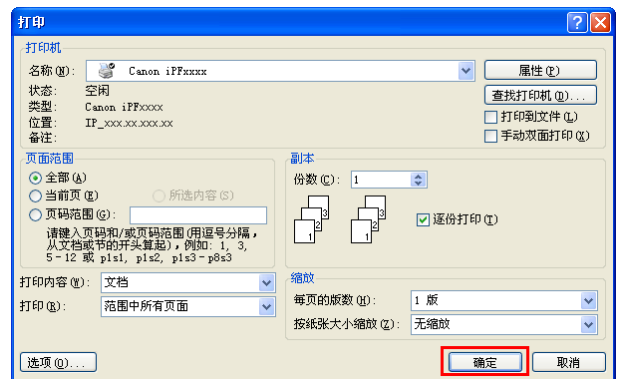 打印
打印机
名称(N): Canon iPFxxxx 属性(P)
状态: 空闲 查找打印机(D)...
类型: Canon iPFxxxx
位置: IP_xxx.xx.xxx.xx 打印到文件(L)
备注: 手动双面打印(X)
页面范围 副本
全部(A) 份数(C): 1
当前页(E) 所选内容(S)
页码范围(G): 逐份打印(T)
1 2 3 1 2 3
请键入页码和/或页码范围(用逗号分隔,
从文档或节的开头算起),例如: 1, 3,
5-12 或 p1s1, p1s2, p1s3-p8s3
打印内容(W): 文档 缩放
打印(R): 范围中所有页面 每页的版数(H): 1 版
按纸张大小缩放(Z): 无缩放
选项(O)... 确定 取消